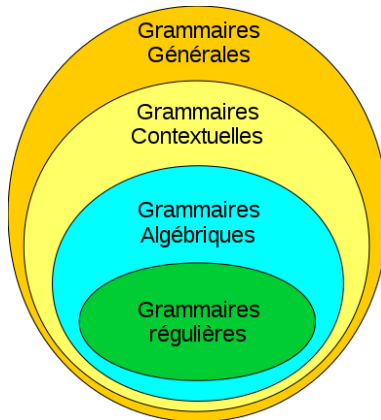 Grammaires
Générales
Grammaires
Contextuelles
Grammaires
Algébriques
Grammaires
régulières